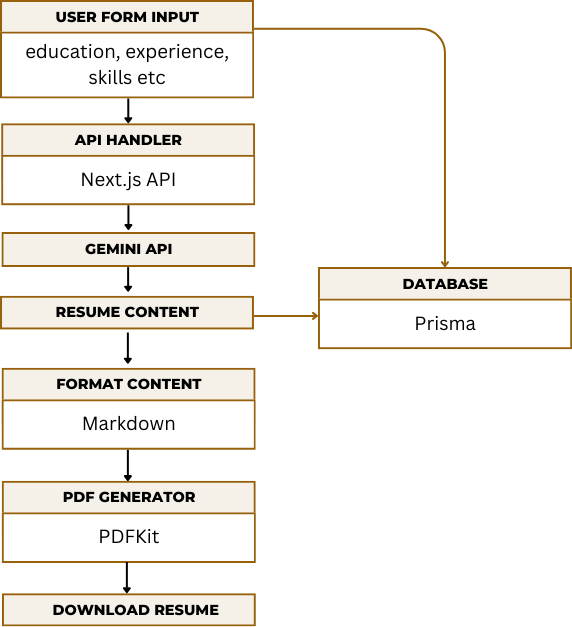 USER FORM INPUT
education, experience,
skills etc
API HANDLER
Next.js API
GEMINI API
RESUME CONTENT
DATABASE
Prisma
FORMAT CONTENT
Markdown
PDF GENERATOR
PDFKit
DOWNLOAD RESUME